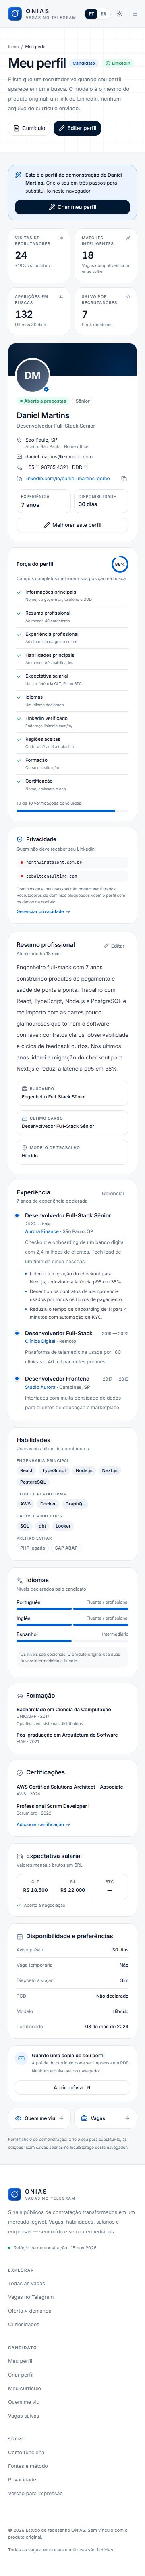 ONIAS
VAGAS NO TELEGRAM
PT
EN
Início / Meu perfil
Meu perfil
Candidato
LinkedIn
É isto que um recrutador vê quando seu perfil
aparece numa busca. O modelo é o mesmo do
produto original: um link do LinkedIn, nenhum
arquivo de currículo enviado.
Currículo
Editar perfil
Este é o perfil de demonstração de Daniel
Martins. Crie o seu em três passos para
substituí-lo neste navegador.
Criar meu perfil
VISITAS DE
RECRUTADORES
24
+18% vs. outubro
MATCHES
INTELIGENTES
18
Vagas compatíveis com
suas skills
APARIÇÕES EM
BUSCAS
132
Últimos 30 dias
SALVO POR
RECRUTADORES
7
Em 4 domínios
DM
Aberto a propostas
Sênior
Daniel Martins
Desenvolvedor Full-Stack Sênior
São Paulo, SP
Aceita: São Paulo · Home office
daniel.martins@example.com
+55 11 98765 4321 · DDD 11
linkedin.com/in/daniel-martins-demo
EXPERIÊNCIA
7 anos
DISPONIBILIDADE
30 dias
Melhorar este perfil
Força do perfil
88%
Campos completos melhoram sua posição na busca.
Informações principais
Nome, cargo, e-mail, telefone e DDD
Resumo profissional
Ao menos 40 caracteres
Experiência profissional
Adicione um cargo no editor
Habilidades principais
Ao menos três habilidades
Expectativa salarial
Uma referência CLT, PJ ou BTC
Idiomas
Um idioma declarado
LinkedIn verificado
Endereço linkedin.com/in/…
Regiões aceitas
Onde você aceita trabalhar
Formação
Curso e instituição
Certificação
Nome, emissora e ano
10 de 10 verificações concluídas
Privacidade
Quem não deve receber seu LinkedIn
northwindtalent.com.br
cobaltconsulting.com
Domínios de e-mail pessoais não podem ser filtrados.
Recrutadores de domínios bloqueados veem o perfil sem
os dados de contato.
Gerenciar privacidade →
Resumo profissional
Atualizado há 19 min
Editar
Engenheiro full-stack com 7 anos
construindo produtos de pagamento e
saúde da ponta à ponta. Trabalho com
React, TypeScript, Node.js e PostgreSQL e
me importo com as partes pouco
glamourosas que tornam o software
confiável: contratos claros, observabilidade
e ciclos de feedback curtos. Nos últimos
anos liderei a migração do checkout para
Next.js e reduzi a latência p95 em 38%.
BUSCANDO
Engenheiro Full-Stack Sênior
ÚLTIMO CARGO
Desenvolvedor Full-Stack Sênior
MODELO DE TRABALHO
Híbrido
Experiência
7 anos de experiência declarada
Gerenciar
Desenvolvedor Full-Stack Sênior
2022 — hoje
Aurora Finance · São Paulo, SP
Checkout e onboarding de um banco digital
com 2,4 milhões de clientes. Tech lead de
um time de cinco pessoas.
Liderou a migração do checkout para
Next.js, reduzindo a latência p95 em 38%.
Desenhou os contratos de idempotência
usados por todos os fluxos de pagamento.
Reduziu o tempo de onboarding de 11 para 4
minutos com automação de KYC.
Desenvolvedor Full-Stack
2019 — 2022
Clínica Digital · Remoto
Plataforma de telemedicina usada por 180
clínicas e 40 mil pacientes por mês.
Desenvolvedor Frontend
2017 — 2019
Studio Aurora · Campinas, SP
Interfaces com muita densidade de dados
para clientes de educação e marketplace.
Habilidades
Usadas nos filtros de recrutadores
ENGENHARIA PRINCIPAL
React
TypeScript
Node.js
Next.js
PostgreSQL
CLOUD E PLATAFORMA
AWS
Docker
GraphQL
DADOS E ANALYTICS
SQL
dbt
Looker
PREFIRO EVITAR
PHP legado
SAP ABAP
Idiomas
Níveis declarados pelo candidato
Português
Fluente / profissional
Inglês
Fluente / profissional
Espanhol
Intermediário
Os níveis são opcionais. O produto original usa duas
faixas: intermediário e fluente.
Formação
Bacharelado em Ciência da Computação
UNICAMP · 2017
Optativas em sistemas distribuídos
Pós-graduação em Arquitetura de Software
FIAP · 2021
Certificações
AWS Certified Solutions Architect – Associate
AWS · 2024
Professional Scrum Developer I
Scrum.org · 2022
Adicionar certificação →
Expectativa salarial
Valores mensais brutos em BRL
CLT
R$ 18.500
PJ
R$ 22.000
BTC
—
Aberto a negociação
Disponibilidade e preferências
Aviso prévio
30 dias
Vaga temporária
Não
Disposto a viajar
Sim
PCD
Não declarado
Modelo
Híbrido
Perfil criado
08 de mar. de 2024
Guarde uma cópia do seu perfil
A prévia do currículo pode ser impressa em PDF.
Nenhum arquivo sai do navegador.
Abrir prévia
Quem me viu →
Vagas →
Perfil fictício de demonstração. Crie o seu para substituí-lo; as
edições ficam salvas apenas no localStorage deste navegador.
ONIAS
VAGAS NO TELEGRAM
Sinais públicos de contratação transformados em um
mercado legível. Vagas, habilidades, salários e
empresas — sem ruído e sem intermediários.
Relógio de demonstração · 15 nov 2026
EXPLORAR
Todas as vagas
Vagas no Telegram
Oferta × demanda
Curiosidades
CANDIDATO
Meu perfil
Criar perfil
Meu currículo
Quem me viu
Vagas salvas
SOBRE
Como funciona
Fontes e método
Privacidade
Versão para impressão
© 2026 Estudo de redesenho ONIAS. Sem vínculo com o
produto original.
Todas as vagas, empresas e métricas são fictícias.